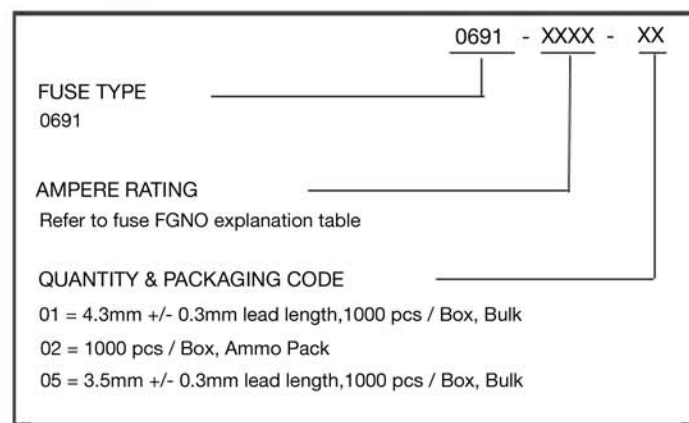 0691 - XXXX - XX
FUSE TYPE
0691
AMPERE RATING
Refer to fuse FGNO explanation table
QUANTITY & PACKAGING CODE
01 = 4.3mm +/- 0.3mm lead length,1000 pcs / Box, Bulk
02 = 1000 pcs / Box, Ammo Pack
05 = 3.5mm +/- 0.3mm lead length,1000 pcs / Box, Bulk